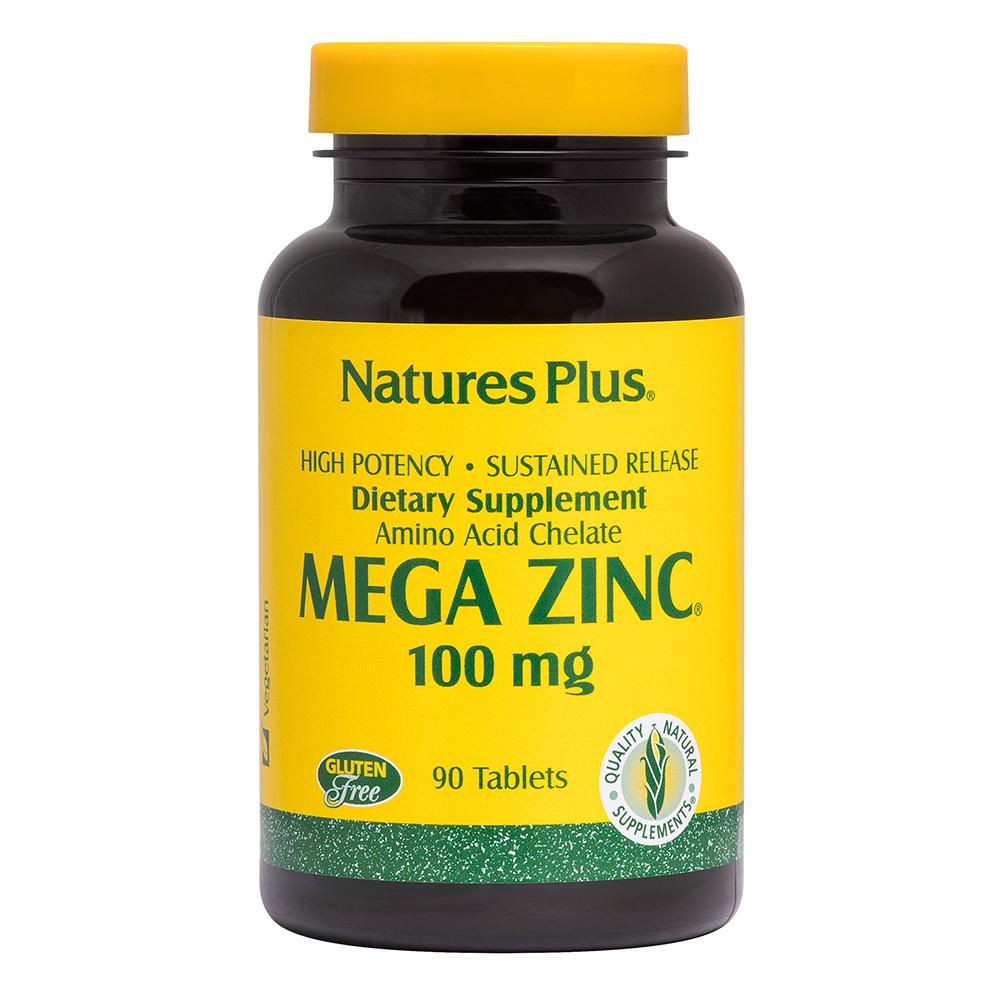 Natures Plus®
HIGH POTENCY • SUSTAINED RELEASE
Dietary Supplement
Amino Acid Chelate
MEGA ZINC®
100 mg
Vegetarian
GLUTEN
Free
90 Tablets
QUALITY NATURAL
• SUPPLEMENTS® •